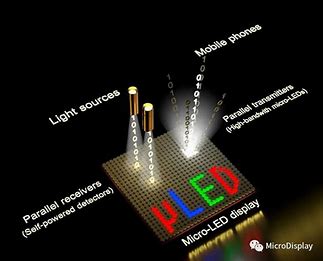 Mobile phones
Light sources
Parallel transmitters
(High-bandwith micro-LEDs)
Parallel receivers
(Self-powered detectors)
µLED
Micro-LED display
MicroDisplay